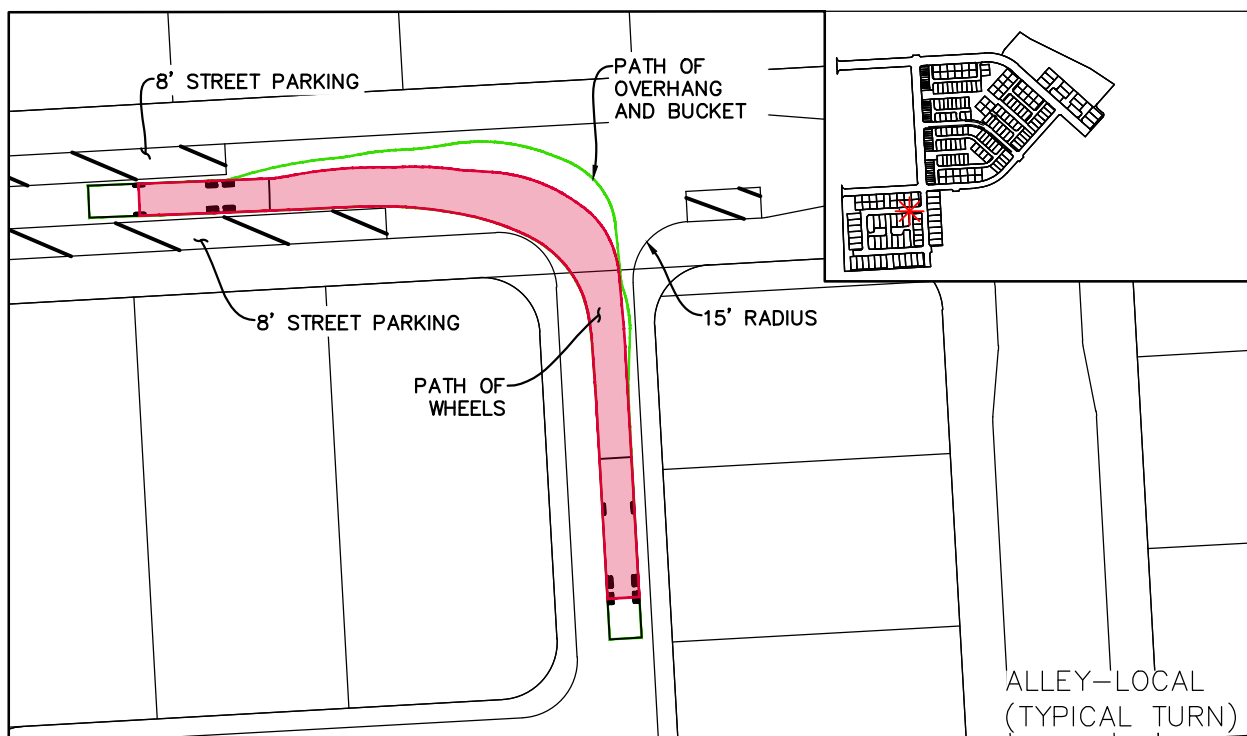 8' STREET PARKING
PATH OF
OVERHANG
AND BUCKET
8' STREET PARKING
15' RADIUS
PATH OF
WHEELS
ALLEY-LOCAL
(TYPICAL TURN)